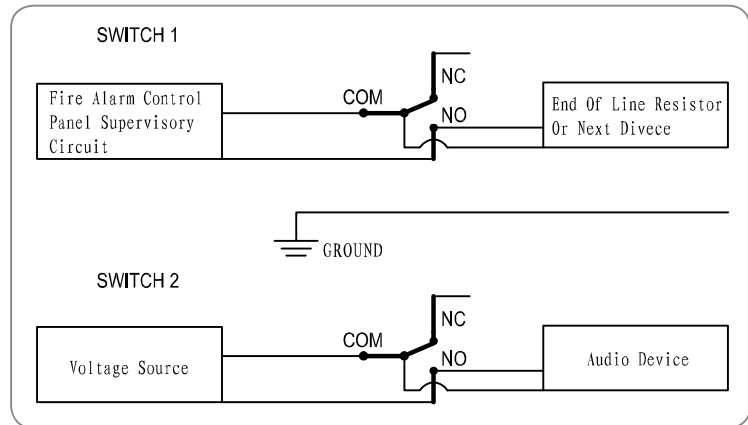 SWITCH 1
NC
COM
Fire Alarm Control
Panel Supervisory
Circuit
NO
End Of Line Resistor
Or Next Divece
GROUND
SWITCH 2
NC
COM
NO
Voltage Source
Audio Device